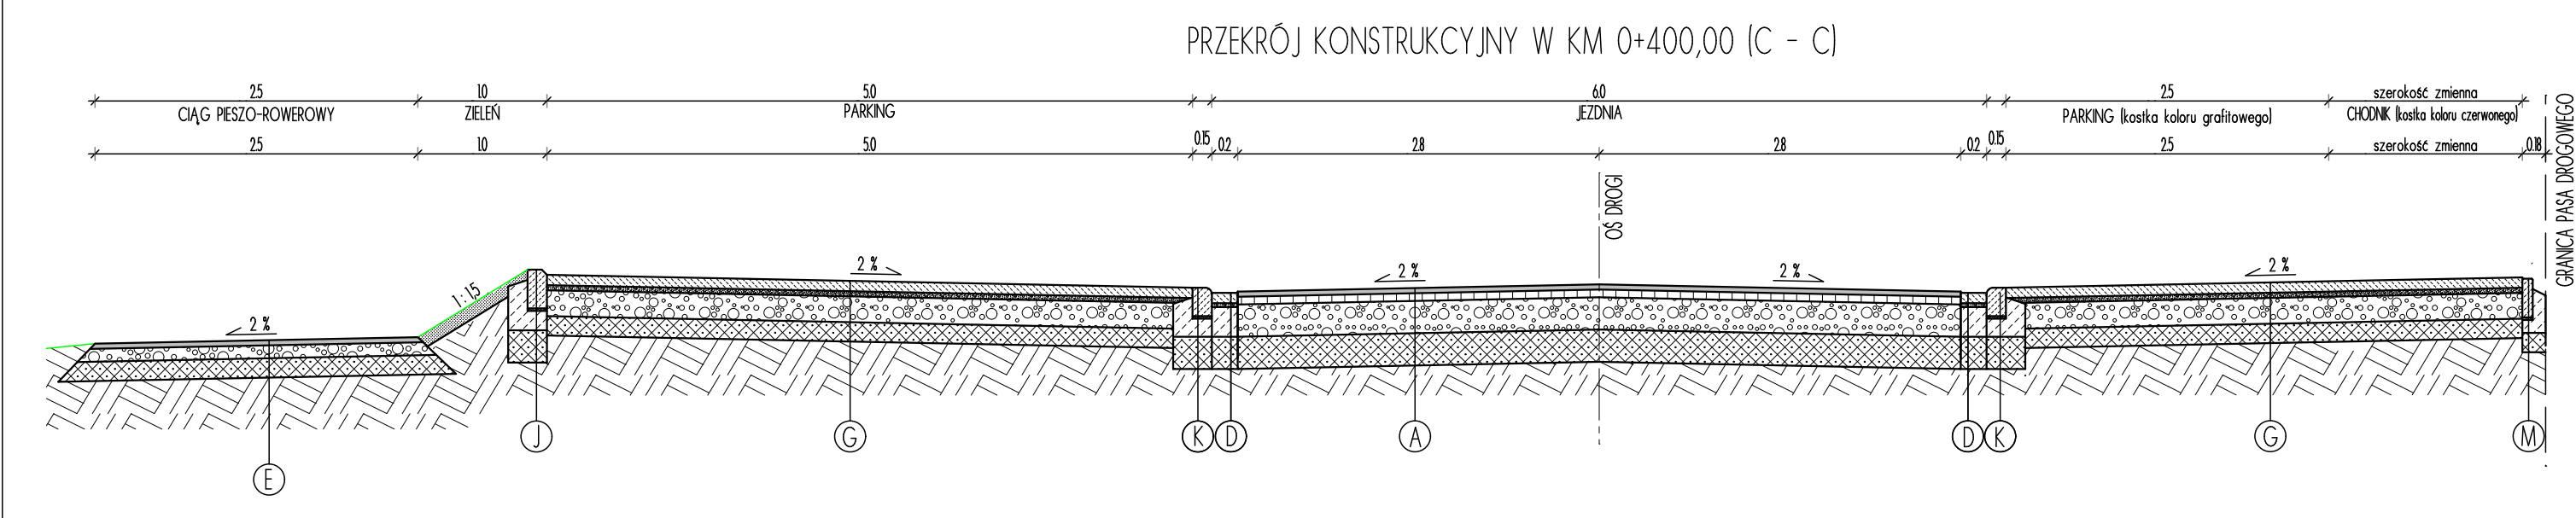 PRZEKRÓJ KONSTRUKCYJNY W KM 0+400,00 (C - C)
2.5 1.0 5.0 6.0 2.5 szerokość zmienna
CIĄG PIESZO-ROWEROWY ZIELEŃ PARKING JEZDNIA PARKING (kostka koloru grafitowego) CHODNIK (kostka koloru czerwonego)
2.5 1.0 5.0 0.15 0.2 2.8 2.8 0.2 0.15 2.5 szerokość zmienna 0.18
OŚ DROGI
GRANICA PASA DROGOWEGO
2 % 1:1,5 2 % 2 % 2 % 2 %
J G K D A D K G M
E